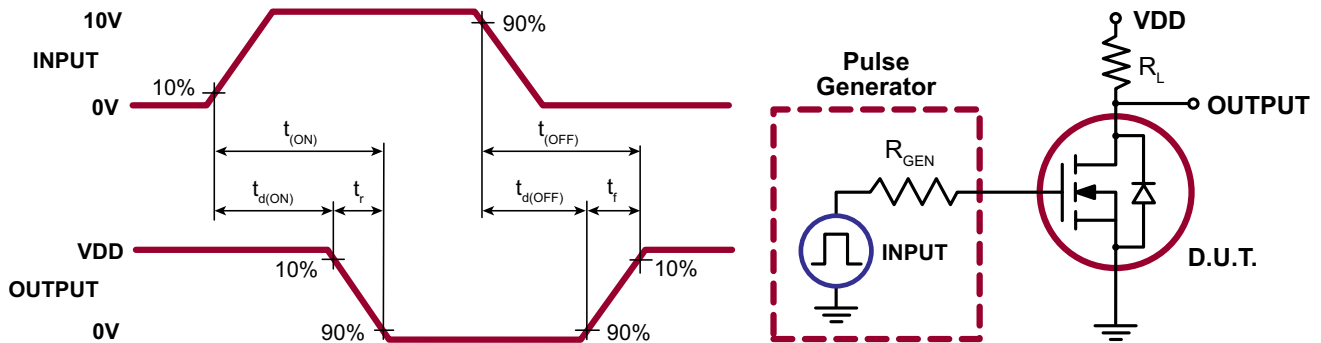 10V
INPUT
10%
0V
90%
t(ON)
t(OFF)
td(ON)
tr
td(OFF)
tf
VDD
OUTPUT
0V
10%
90%
10%
90%
Pulse
Generator
RGEN
INPUT
VDD
RL
OUTPUT
D.U.T.